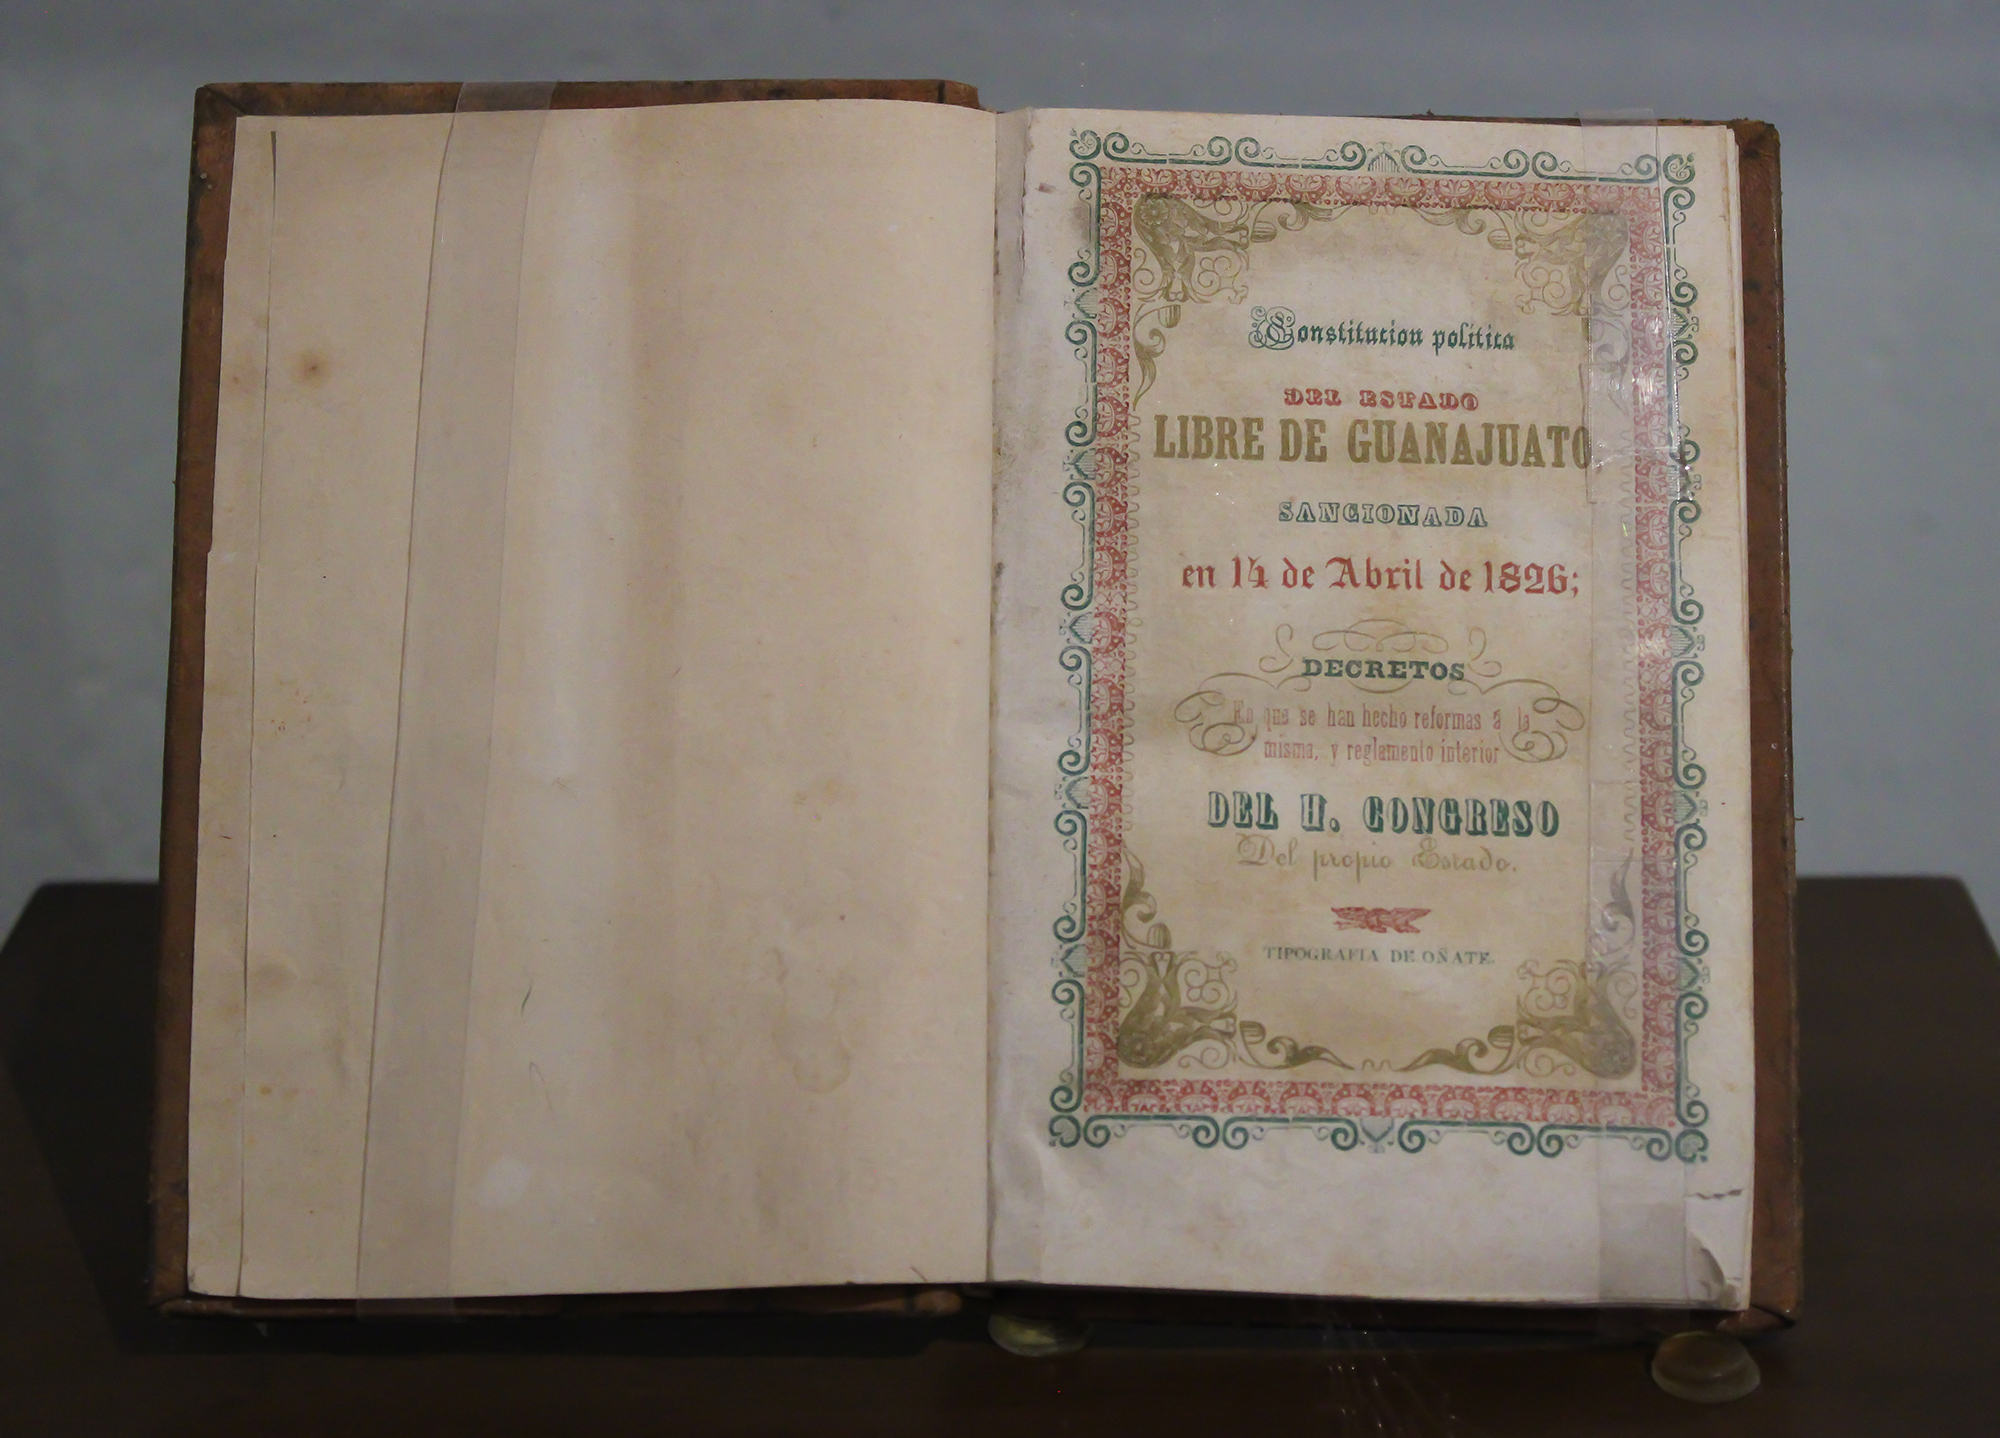 Constitucion politica
DEL ESTADO
LIBRE DE GUANAJUATO
SANCIONADA
en 14 de Abril de 1826;
DECRETOS
En que se han hecho reformas á la
misma, y reglamento interior
DEL H. CONGRESO
Del propio Estado.
TIPOGRAFIA DE OÑATE.